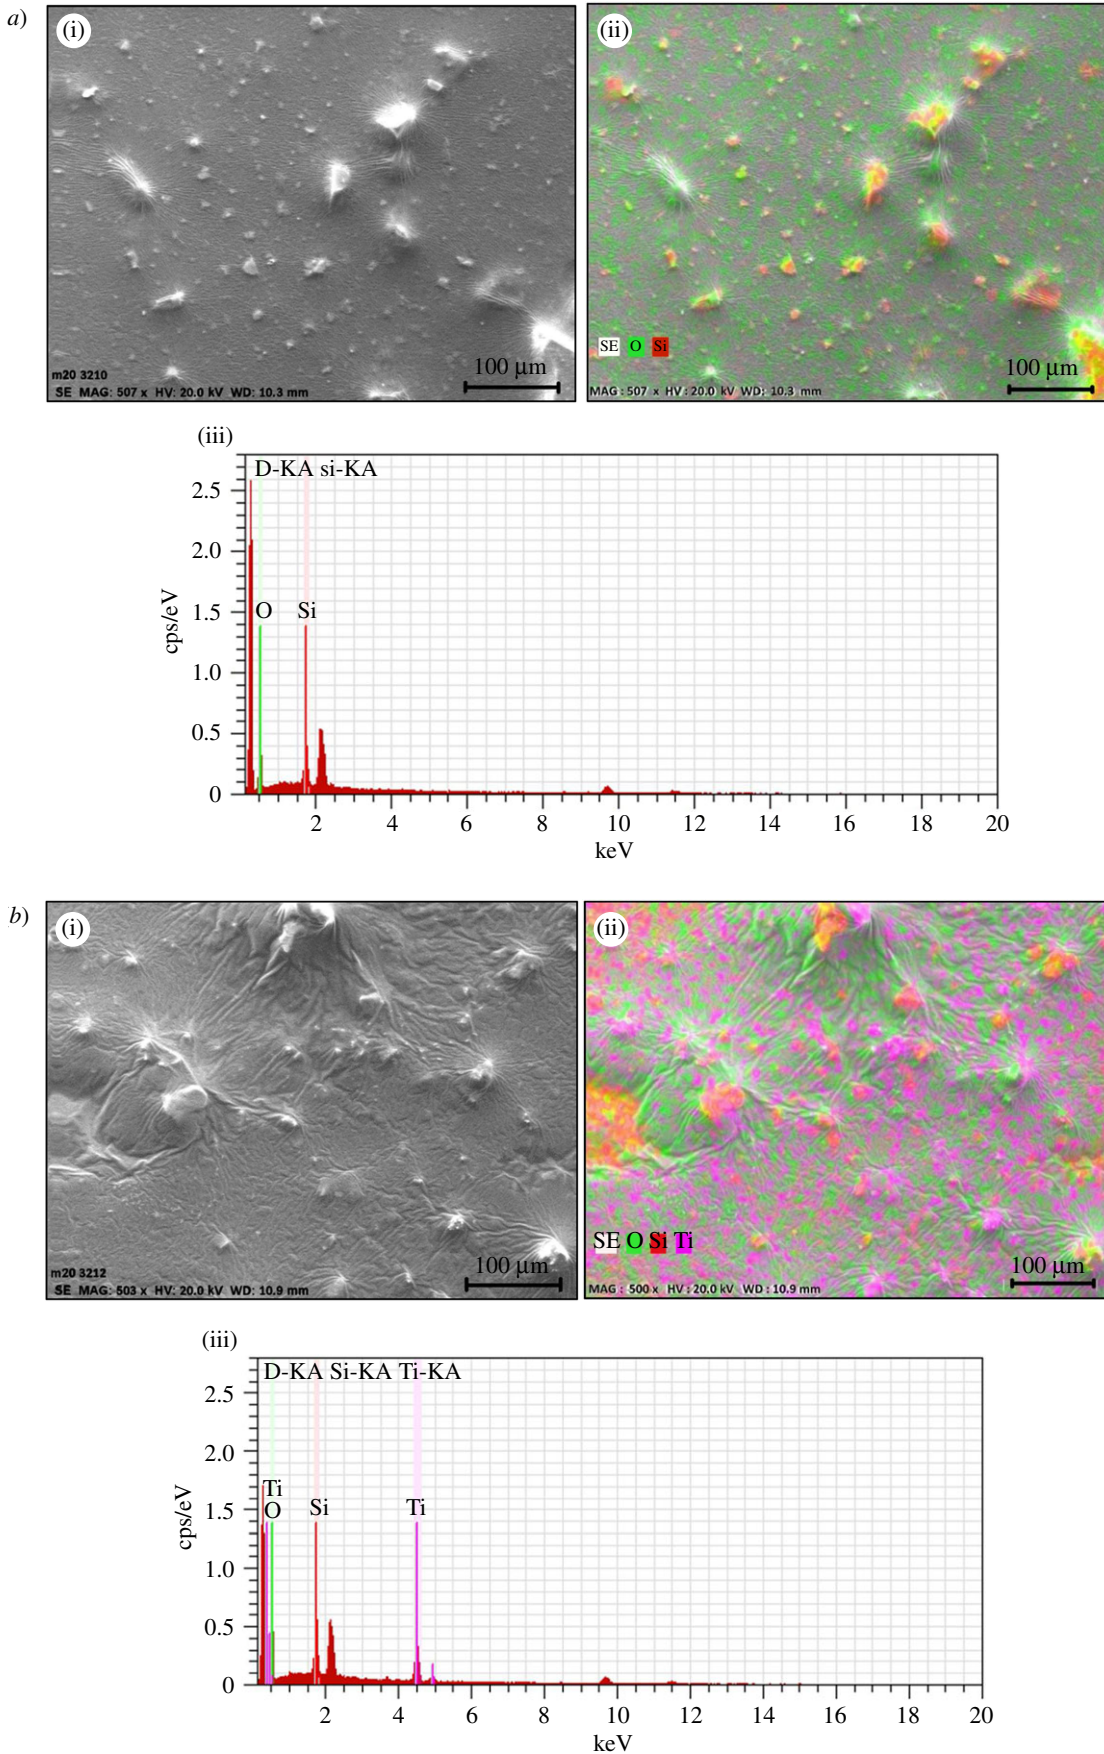 a)
(i)
(ii)
m20 3210
SE MAG: 507 x HV: 20.0 kV WD: 10.3 mm
100 µm
SE O Si
MAG: 507 x HV: 20.0 kV WD: 10.3 mm
100 µm
(iii)
D-KA si-KA
2.5
2.0
1.5
1.0
0.5
0
cps/eV
O
Si
2 4 6 8 10 12 14 16 18 20
keV
b)
(i)
(ii)
m20 3212
SE MAG: 503 x HV: 20.0 kV WD: 10.9 mm
100 µm
SE O Si Ti
MAG: 500 x HV: 20.0 kV WD: 10.9 mm
100 µm
(iii)
D-KA Si-KA Ti-KA
2.5
2.0
1.5
1.0
0.5
0
cps/eV
Ti
O
Si
Ti
2 4 6 8 10 12 14 16 18 20
keV